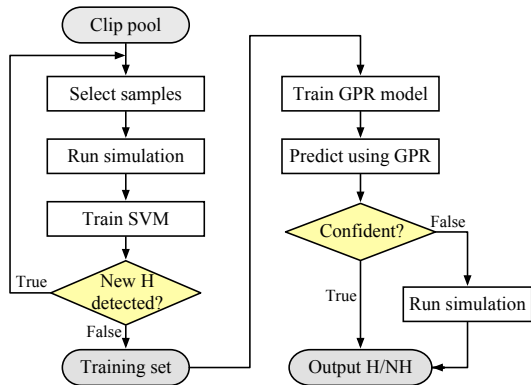 Clip pool
Select samples
Run simulation
Train SVM
New H
detected?
True
False
Training set
Train GPR model
Predict using GPR
Confident?
False
True
Run simulation
Output H/NH